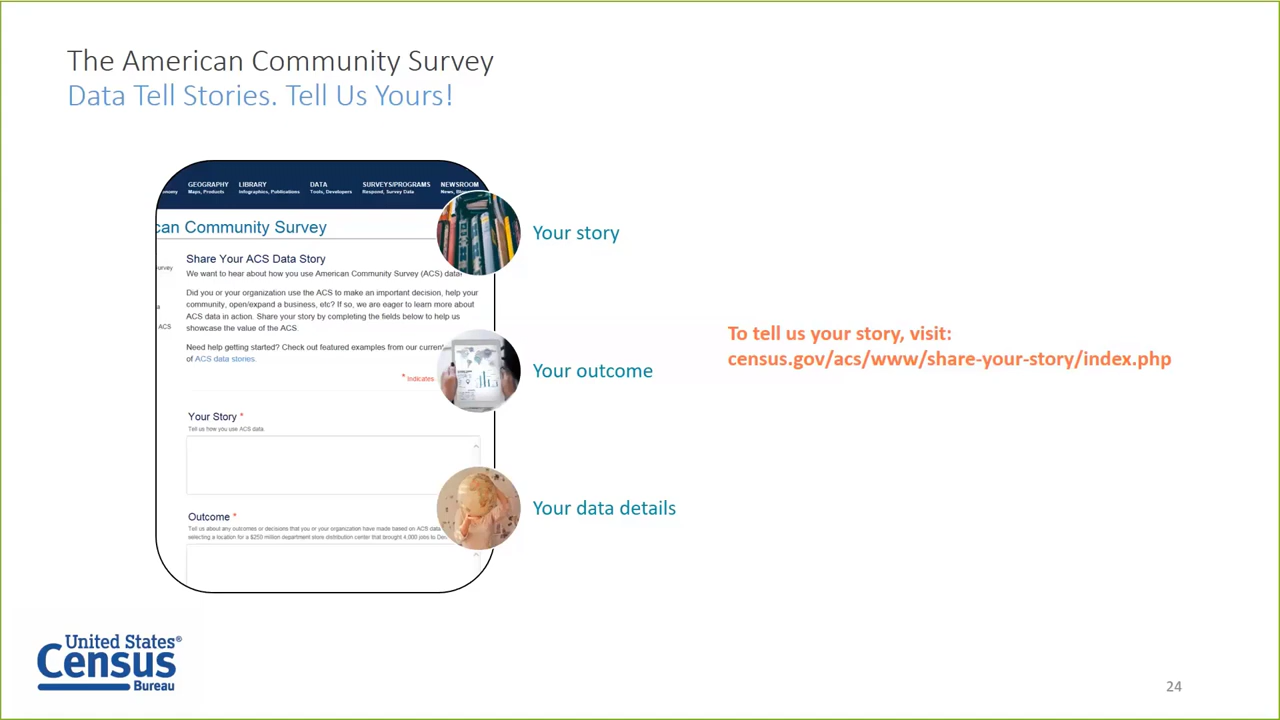 The American Community Survey
Data Tell Stories. Tell Us Yours!
GEOGRAPHY LIBRARY DATA SURVEYS/PROGRAMS NEWSROOM
Maps, Products Infographics, Publications Tools, Developers Respond, Survey Data News,
can Community Survey
Share Your ACS Data Story
We want to hear about how you use American Community Survey (ACS) data
Did you or your organization use the ACS to make an important decision, help your
community, open/expand a business, etc? If so, we are eager to learn more about
ACS data in action. Share your story by completing the fields below to help us
showcase the value of the ACS.
ACS
Need help getting started? Check out featured examples from our
of ACS data stories.
* Indicates
Your Story *
Tell us how you use ACS data.
Outcome *
Tell us about any outcomes or decisions that you or your organization have made based on ACS data
selecting a location for a $250 million department store distribution center that brought 4,000 jobs to
Your story
Your outcome
Your data details
To tell us your story, visit:
census.gov/acs/www/share-your-story/index.php
United States®
Census
Bureau
24